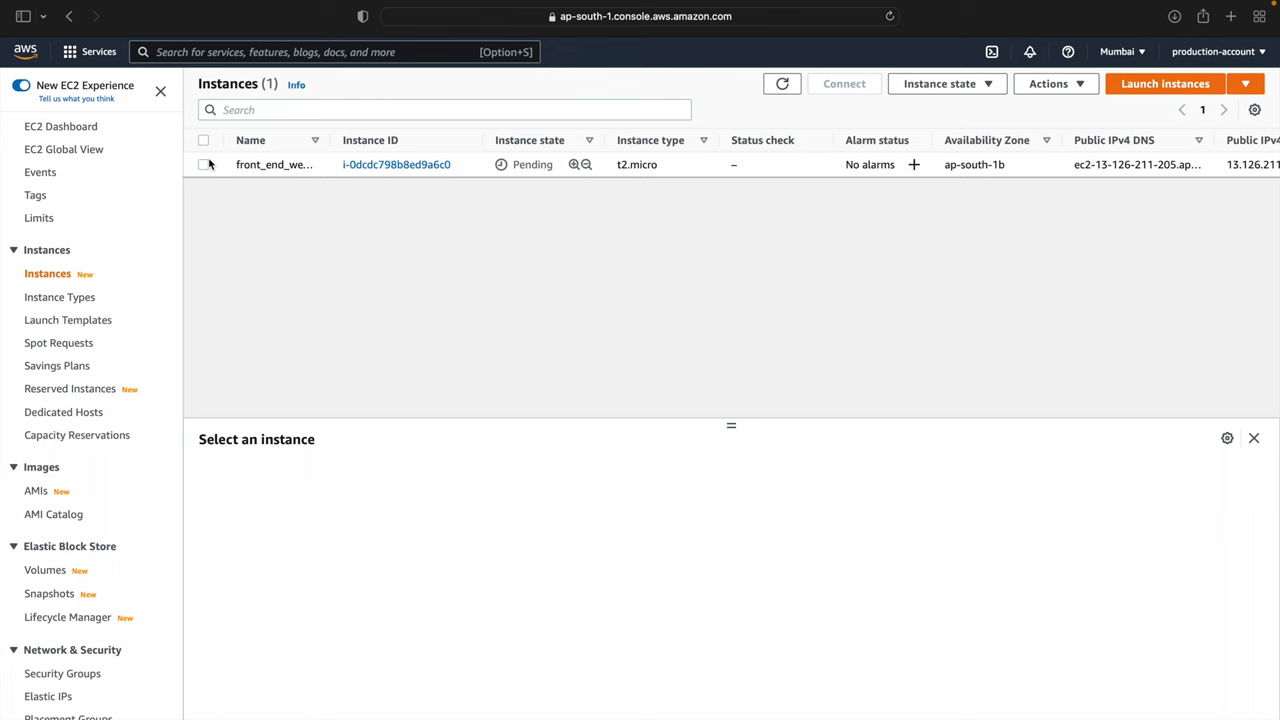 ap-south-1.console.aws.amazon.com
aws
Services
Search for services, features, blogs, docs, and more
[Option+S]
Mumbai
production-account
New EC2 Experience
Tell us what you think
EC2 Dashboard
EC2 Global View
Events
Tags
Limits
Instances
Instances New
Instance Types
Launch Templates
Spot Requests
Savings Plans
Reserved Instances New
Dedicated Hosts
Capacity Reservations
Images
AMIs New
AMI Catalog
Elastic Block Store
Volumes New
Snapshots New
Lifecycle Manager New
Network & Security
Security Groups
Elastic IPs
Placement Groups
Instances (1) Info
Connect
Instance state
Actions
Launch instances
Search
1
Name Instance ID Instance state Instance type Status check Alarm status Availability Zone Public IPv4 DNS Public IPv4
front_end_we... i-0dcdc798b8ed9a6c0 Pending t2.micro – No alarms + ap-south-1b ec2-13-126-211-205.ap... 13.126.211
Select an instance